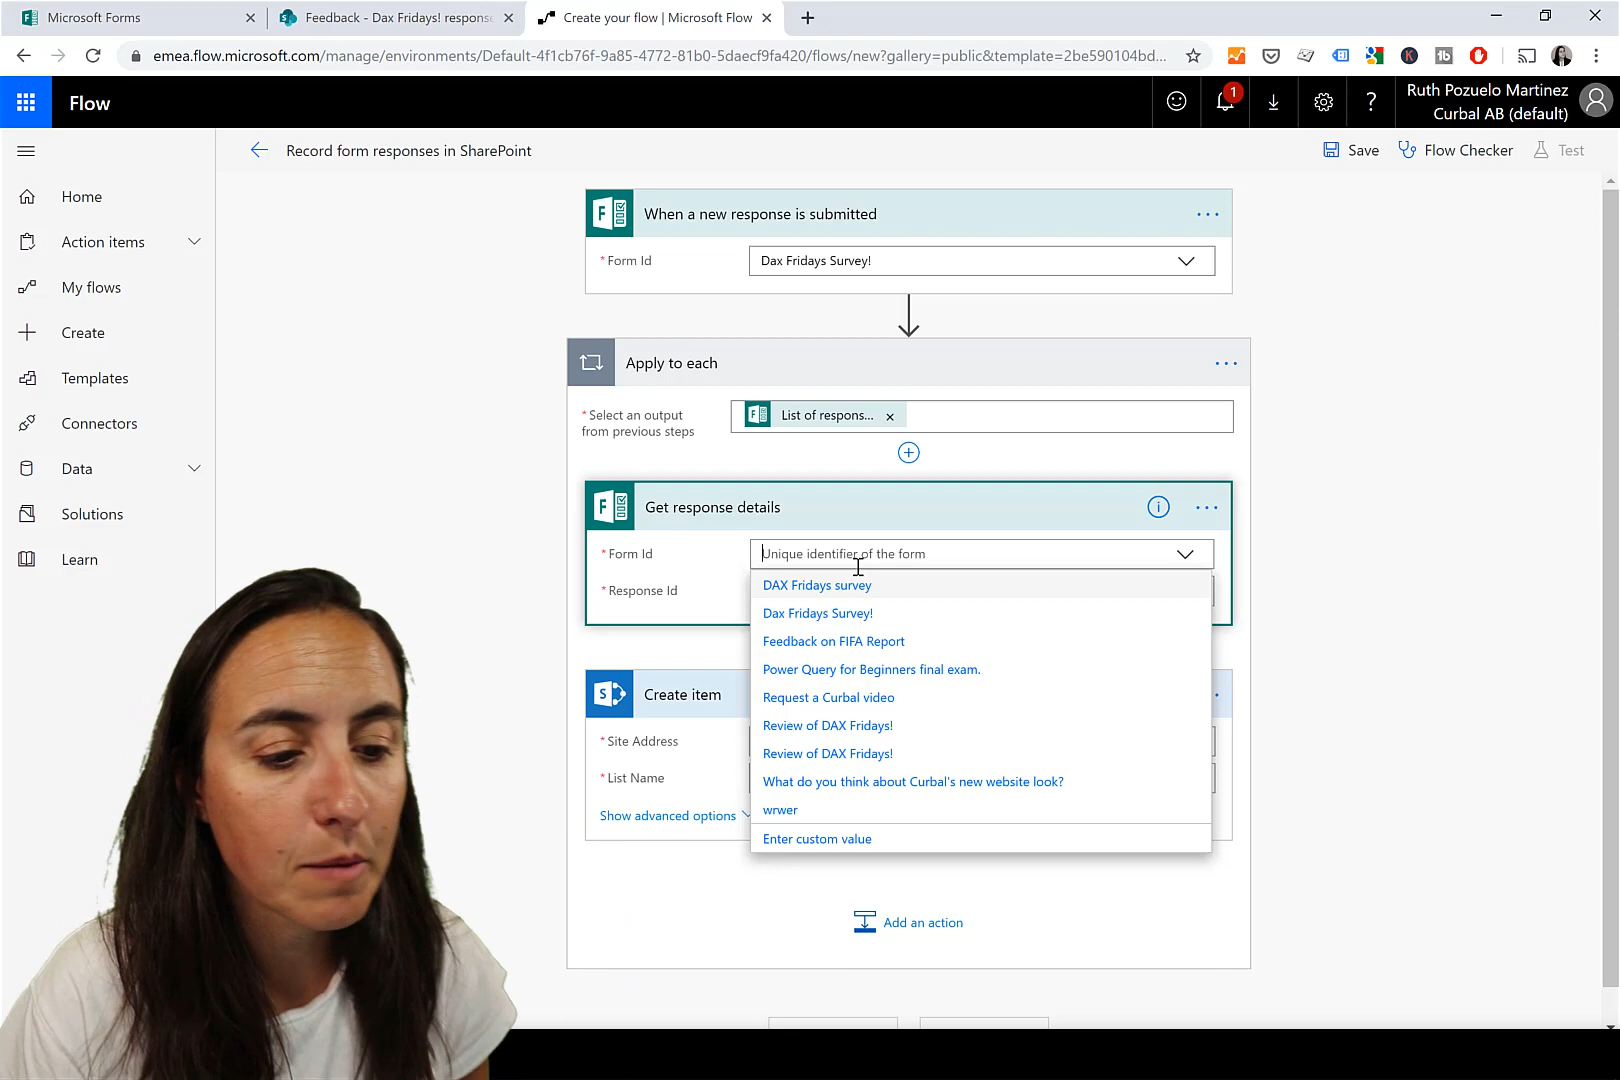 Microsoft Forms
Feedback - Dax Fridays! response
Create your flow | Microsoft Flow
emea.flow.microsoft.com/manage/environments/Default-4f1cb76f-9a85-4772-81b0-5daecf9fa420/flows/new?gallery=public&template=2be590104bd...
Flow
1
?
Ruth Pozuelo Martinez
Curbal AB (default)
Record form responses in SharePoint
Save
Flow Checker
Test
Home
Action items
My flows
Create
Templates
Connectors
Data
Solutions
Learn
When a new response is submitted
* Form Id
Dax Fridays Survey!
Apply to each
* Select an output
from previous steps
List of respons... x
Get response details
* Form Id
Unique identifier of the form
* Response Id
DAX Fridays survey
Dax Fridays Survey!
Feedback on FIFA Report
Power Query for Beginners final exam.
Request a Curbal video
Review of DAX Fridays!
Review of DAX Fridays!
What do you think about Curbal's new website look?
wrwer
Enter custom value
Create item
* Site Address
* List Name
Show advanced options
Add an action